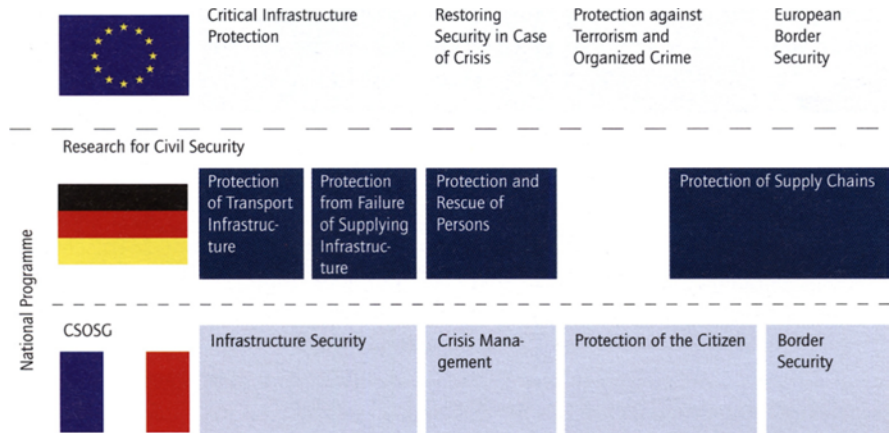 Critical Infrastructure
Protection
Restoring
Security in Case
of Crisis
Protection against
Terrorism and
Organized Crime
European
Border
Security
National Programme
Research for Civil Security
Protection
of Transport
Infrastruc-
ture
Protection
from Failure
of Supplying
Infrastruc-
ture
Protection and
Rescue of
Persons
Protection of Supply Chains
CSOSG
Infrastructure Security
Crisis Mana-
gement
Protection of the Citizen
Border
Security